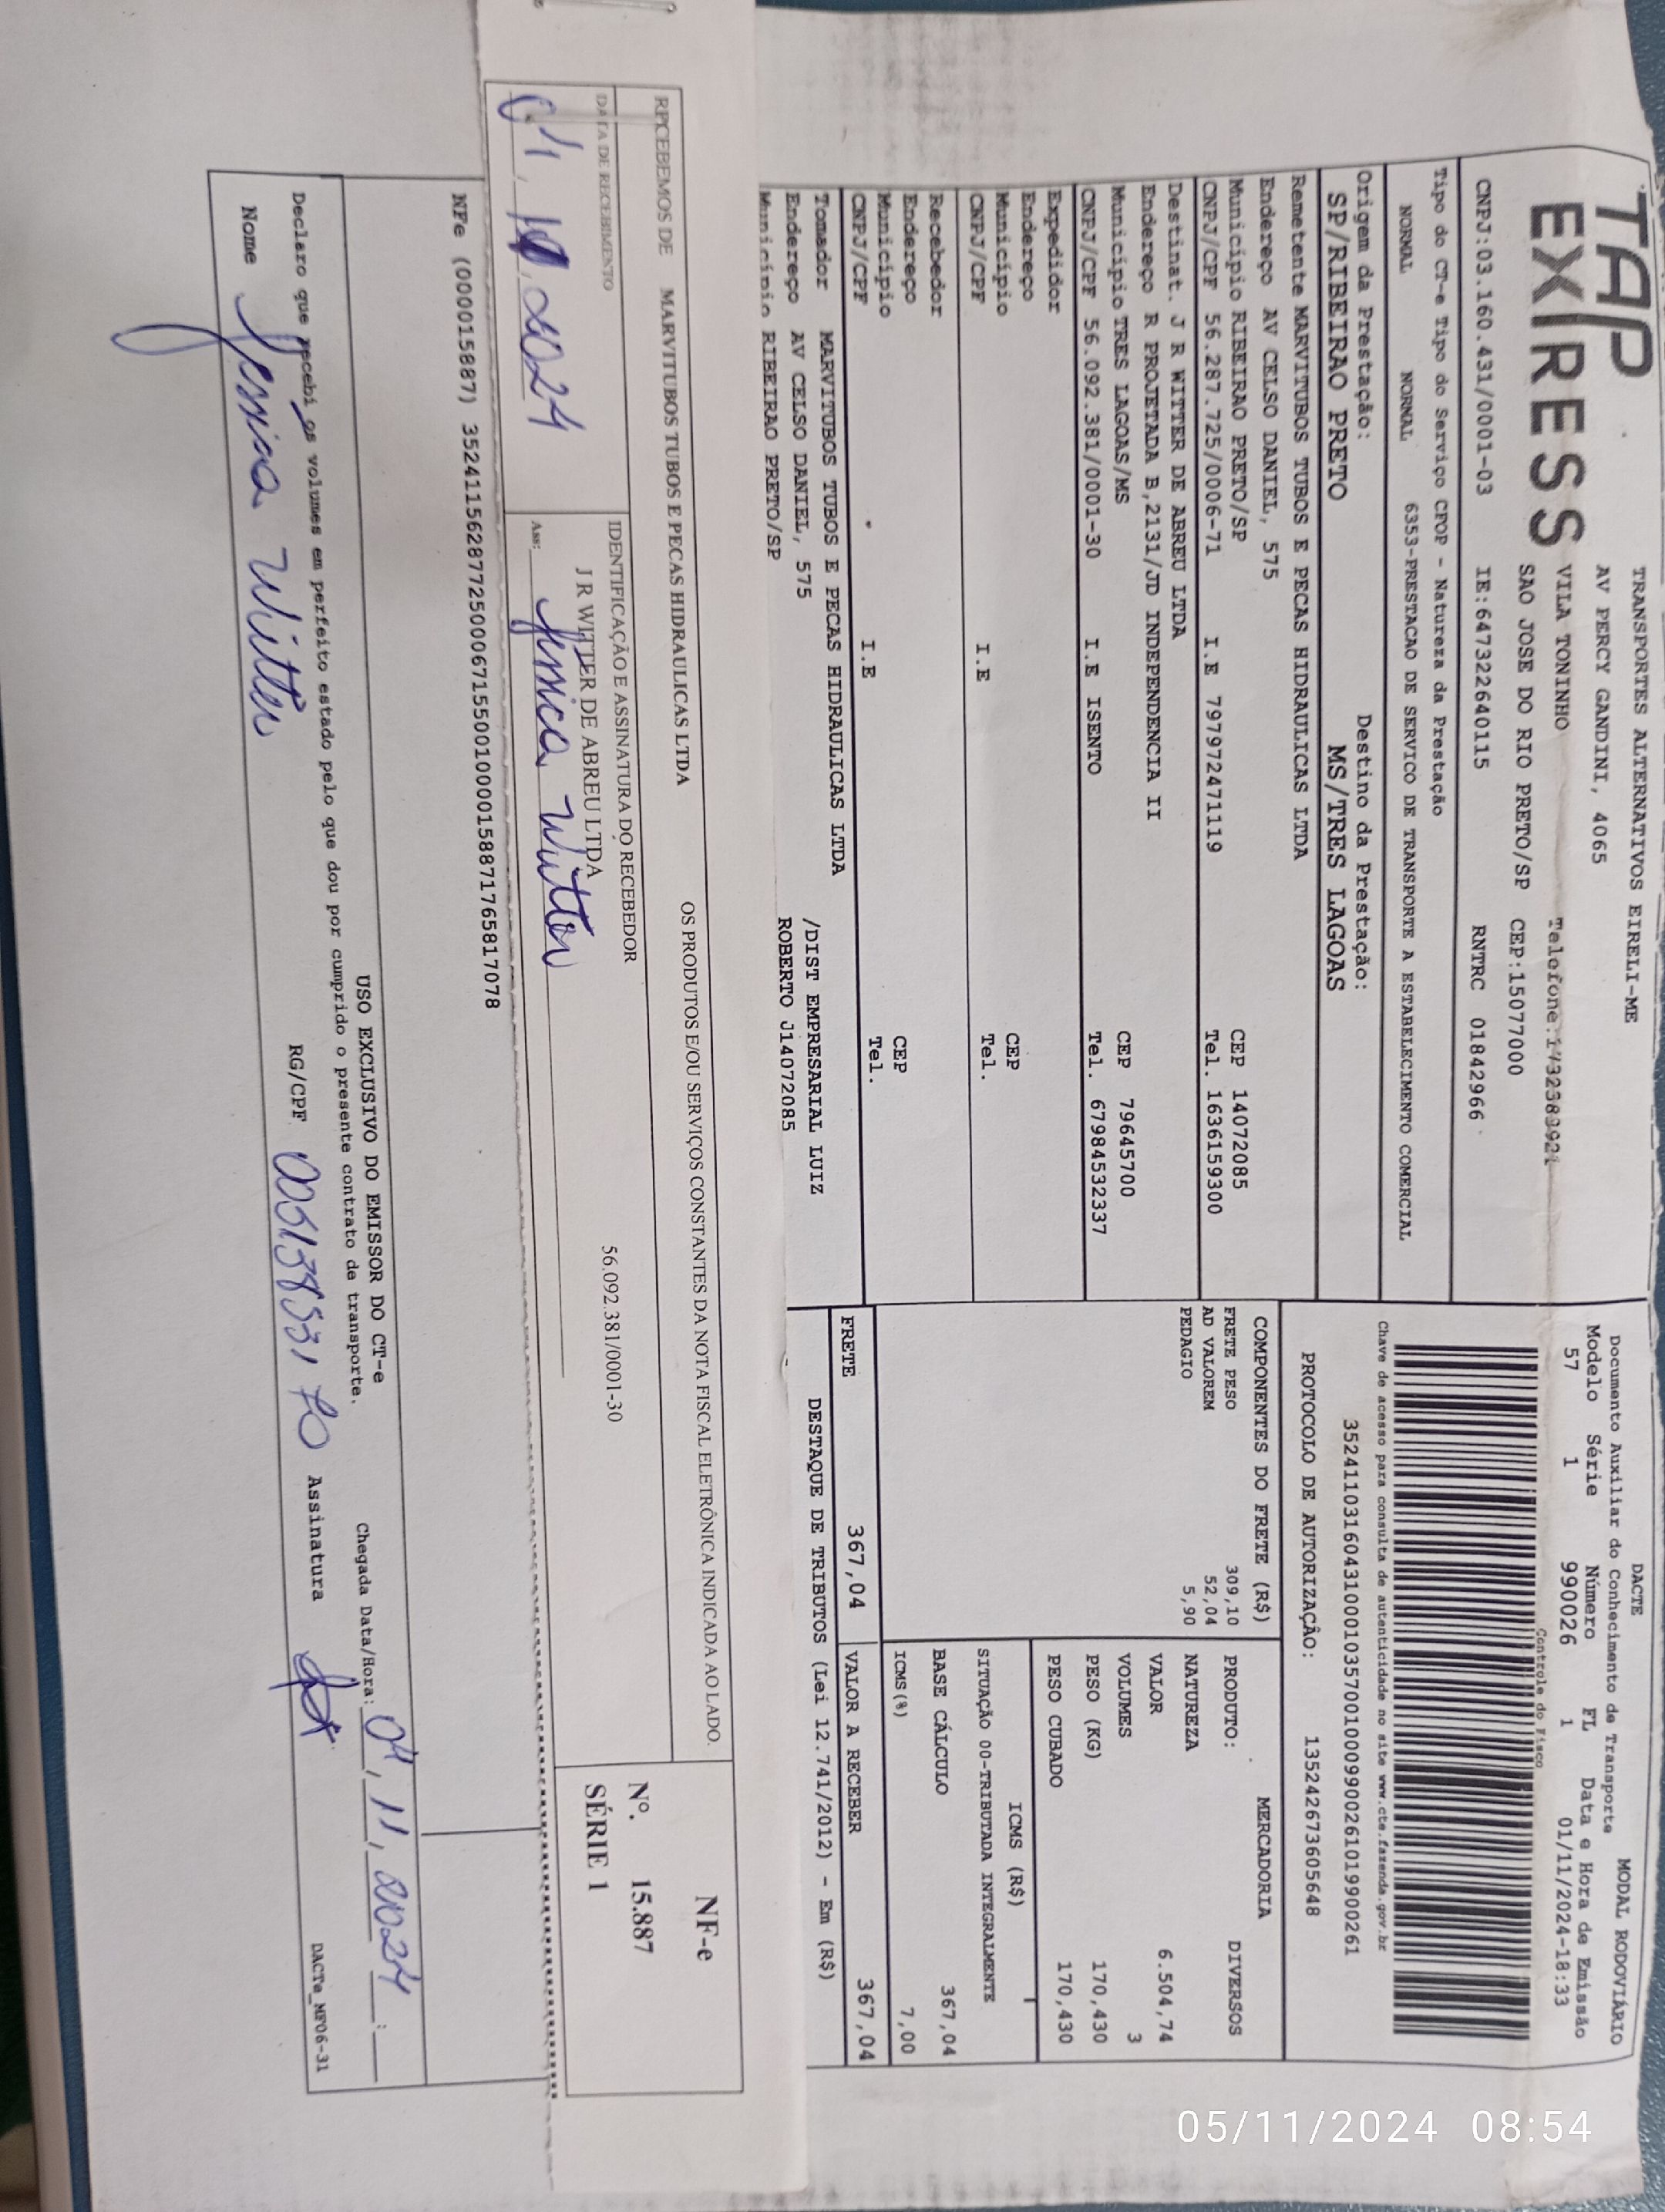 TAP
EXPRESS
TRANSPORTES ALTERNATIVOS EIRELI-ME
AV PERCY GANDINI, 4065
VILA TONINHO Telefone:1732383921
SAO JOSE DO RIO PRETO/SP CEP:15077000
CNPJ:03.160.431/0001-03 IE:647322640115 RNTRC 01842966
Tipo do CT-e Tipo do Serviço CFOP - Natureza da Prestação
NORMAL NORMAL 6353-PRESTACAO DE SERVICO DE TRANSPORTE A ESTABELECIMENTO COMERCIAL
Origem da Prestação: Destino da Prestação:
SP/RIBEIRAO PRETO MS/TRES LAGOAS
Remetente MARVITUBOS TUBOS E PECAS HIDRAULICAS LTDA
Endereço AV CELSO DANIEL, 575
Município RIBEIRAO PRETO/SP CEP 14072085
CNPJ/CPF 56.287.725/0006-71 I.E 797972471119 Tel. 1636159300
Destinat. J R WITTER DE ABREU LTDA
Endereço R PROJETADA B,2131/JD INDEPENDENCIA II
Município TRES LAGOAS/MS CEP 79645700
CNPJ/CPF 56.092.381/0001-30 I.E ISENTO Tel. 67984532337
Expedidor
Endereço
Município CEP
CNPJ/CPF I.E Tel.
Recebedor
Endereço
Município CEP
CNPJ/CPF I.E Tel.
Tomador MARVITUBOS TUBOS E PECAS HIDRAULICAS LTDA
Endereço AV CELSO DANIEL, 575 /DIST EMPRESARIAL LUIZ
Município RIBEIRAO PRETO/SP ROBERTO J14072085
DACTE MODAL RODOVIÁRIO
Documento Auxiliar do Conhecimento de Transporte
Modelo Série Número FL Data e Hora de Emissão
57 1 990026 1 01/11/2024-18:33
Controle do Fisco
Chave de acesso para consulta de autenticidade no site www.cte.fazenda.gov.br
35241103160431000103570010009900261019900261
PROTOCOLO DE AUTORIZAÇÃO: 135242673605648
COMPONENTES DO FRETE (R$)
FRETE PESO 309,10
AD VALOREM 52,04
PEDAGIO 5,90
MERCADORIA
PRODUTO: DIVERSOS
NATUREZA
VALOR 6.504,74
VOLUMES 3
PESO (KG) 170,430
PESO CUBADO 170,430
ICMS (R$)
SITUAÇÃO 00-TRIBUTADA INTEGRALMENTE
BASE CÁLCULO 367,04
ICMS (%) 7,00
FRETE 367,04 VALOR A RECEBER 367,04
DESTAQUE DE TRIBUTOS (Lei 12.741/2012) - Em (R$)
RECEBEMOS DE MARVITUBOS TUBOS E PECAS HIDRAULICAS LTDA OS PRODUTOS E/OU SERVIÇOS CONSTANTES DA NOTA FISCAL ELETRÔNICA INDICADA AO LADO.
DATA DE RECEBIMENTO IDENTIFICAÇÃO E ASSINATURA DO RECEBEDOR
J R WITTER DE ABREU LTDA 56.092.381/0001-30
04, 11, 2024 Ass: Jessica Witter
NF-e
Nº. 15.887
SÉRIE 1
NFe (000015887) 35241156287725000671550010000158871765817078
USO EXCLUSIVO DO EMISSOR DO CT-e
Declaro que recebi os volumes em perfeito estado pelo que dou por cumprido o presente contrato de transporte.
Chegada Data/Hora: 04, 11, 2024 :
Nome Jessica Witter RG/CPF Assinatura
DACTe_MF06-31
05/11/2024 08:54